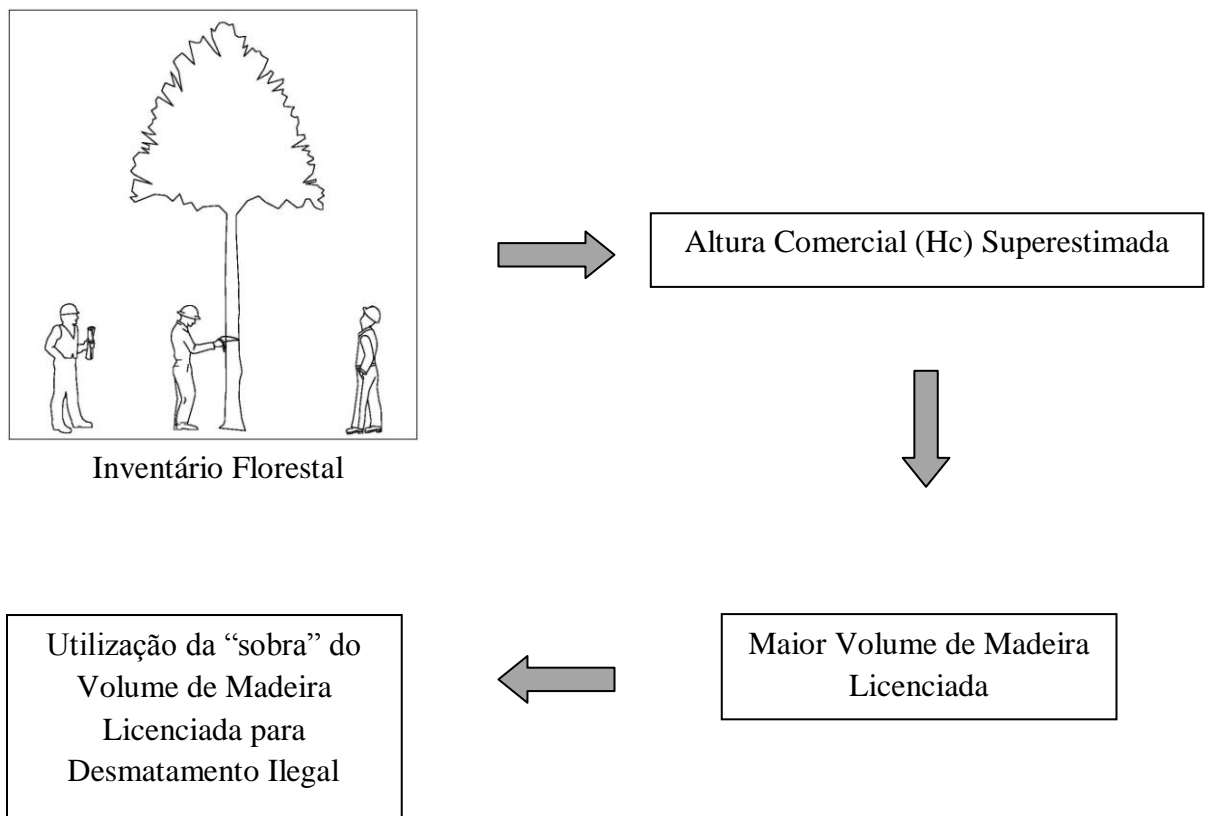 Inventário Florestal
Altura Comercial (Hc) Superestimada
Maior Volume de Madeira
Licenciada
Utilização da “sobra” do
Volume de Madeira
Licenciada para
Desmatamento Ilegal